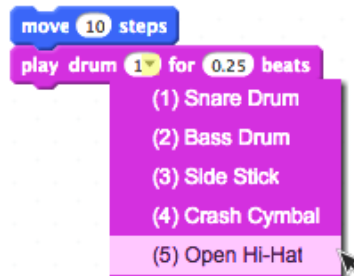 move 10 steps
play drum 1 for 0.25 beats
(1) Snare Drum
(2) Bass Drum
(3) Side Stick
(4) Crash Cymbal
(5) Open Hi-Hat